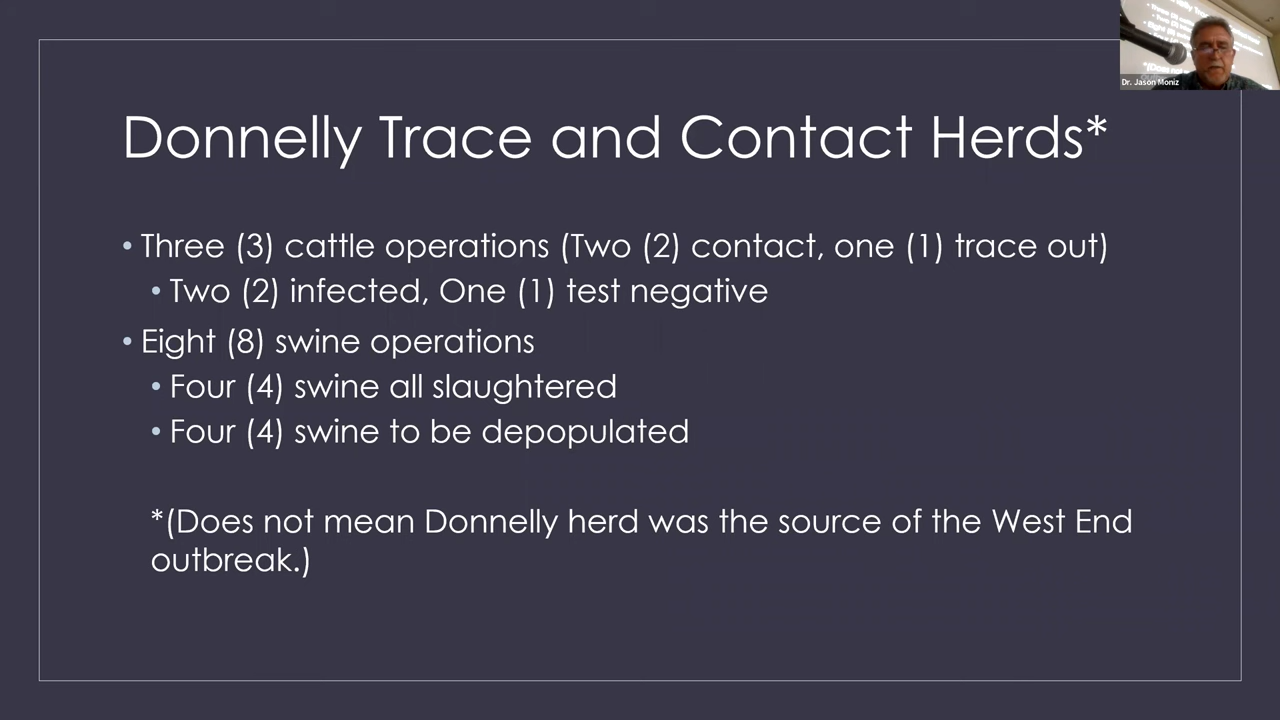 Donnelly Trace and Contact Herds*
• Three (3) cattle operations (Two (2) contact, one (1) trace out)
• Two (2) infected, One (1) test negative
• Eight (8) swine operations
• Four (4) swine all slaughtered
• Four (4) swine to be depopulated
*(Does not mean Donnelly herd was the source of the West End
outbreak.)
Dr. Jason Moniz